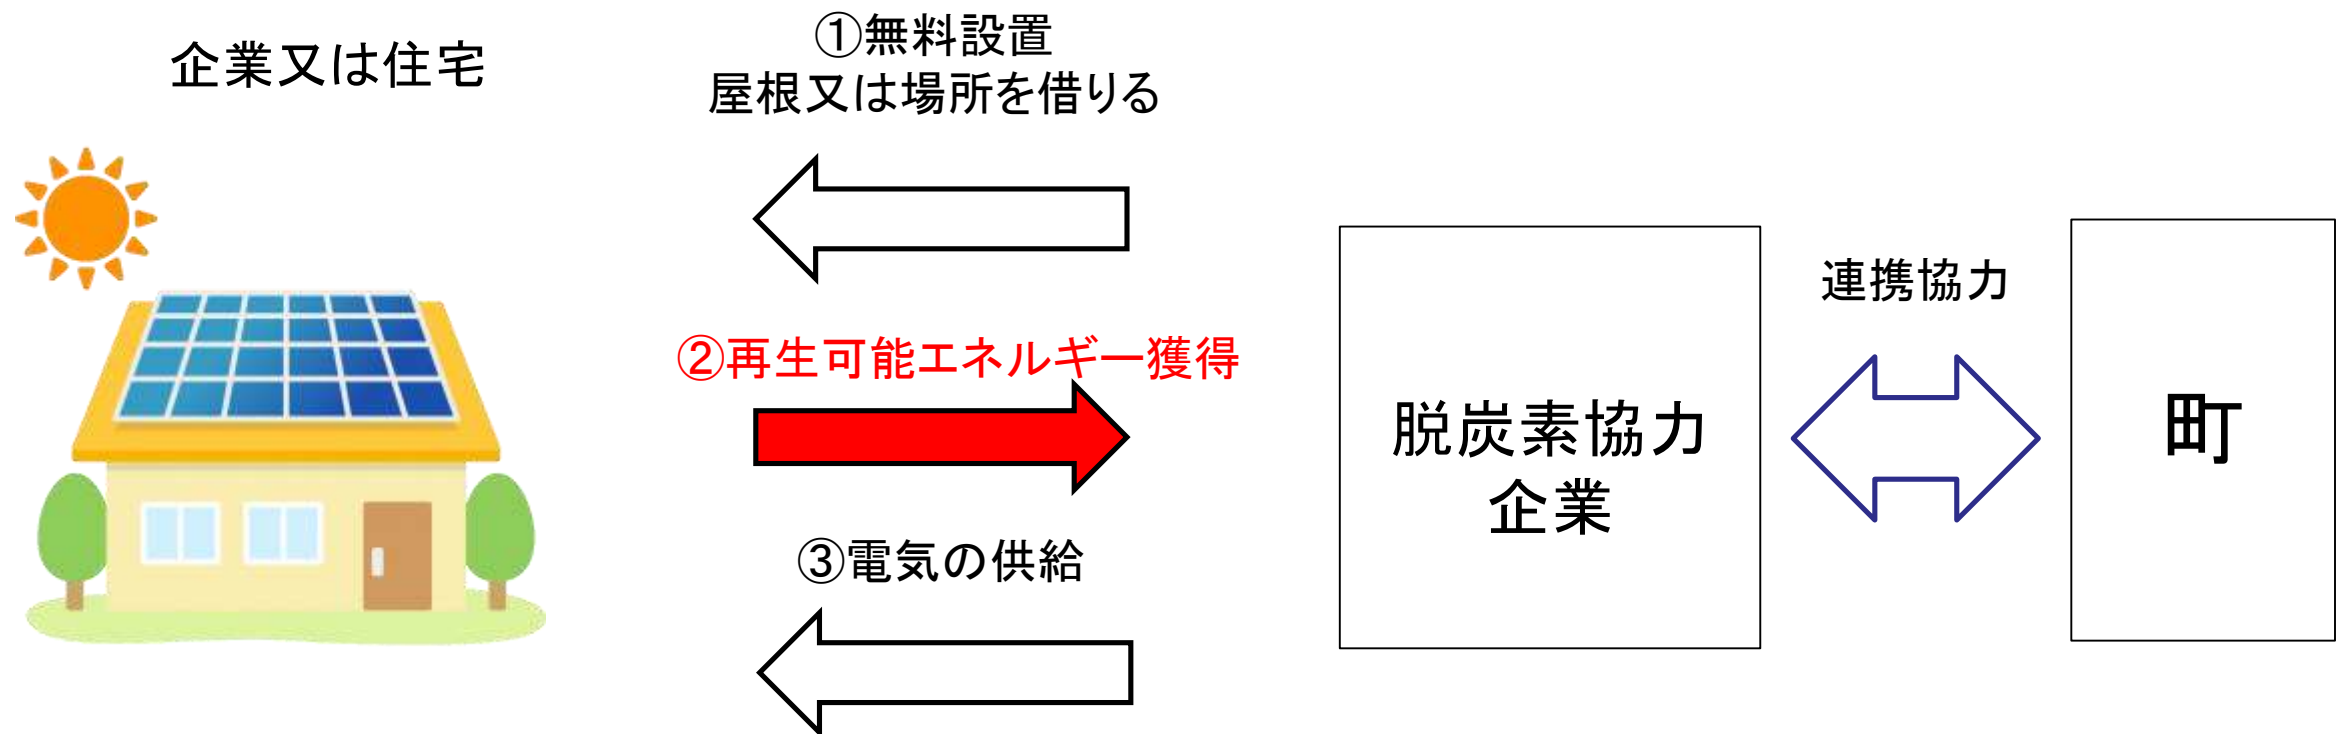 企業又は住宅
①無料設置
屋根又は場所を借りる
②再生可能エネルギー獲得
③電気の供給
脱炭素協力
企業
連携協力
町